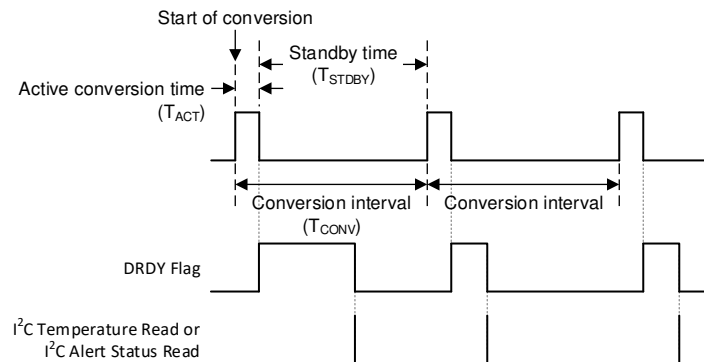 Start of conversion
Standby time
(TSTDBY)
Active conversion time
(TACT)
Conversion interval
(TCONV)
Conversion interval
DRDY Flag
I²C Temperature Read or
I²C Alert Status Read